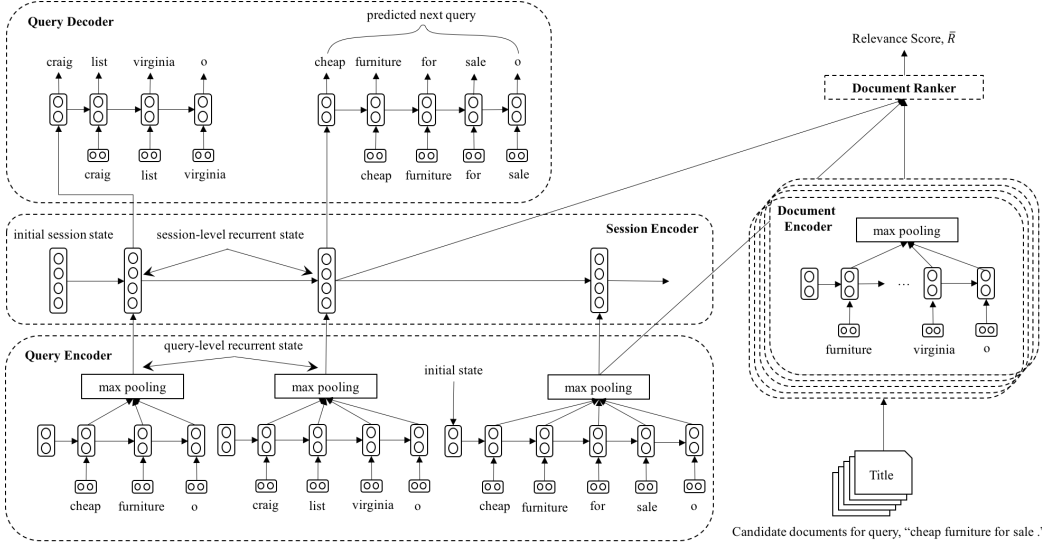 Query Decoder
predicted next query
craig list virginia o
cheap furniture for sale o
craig list virginia
cheap furniture for sale
Relevance Score, R̄
Document Ranker
initial session state
session-level recurrent state
Session Encoder
Document
Encoder
max pooling
...
furniture virginia o
Query Encoder
query-level recurrent state
initial state
max pooling max pooling max pooling
cheap furniture o
craig list virginia o
cheap furniture for sale o
Title
Candidate documents for query, “cheap furniture for sale .”